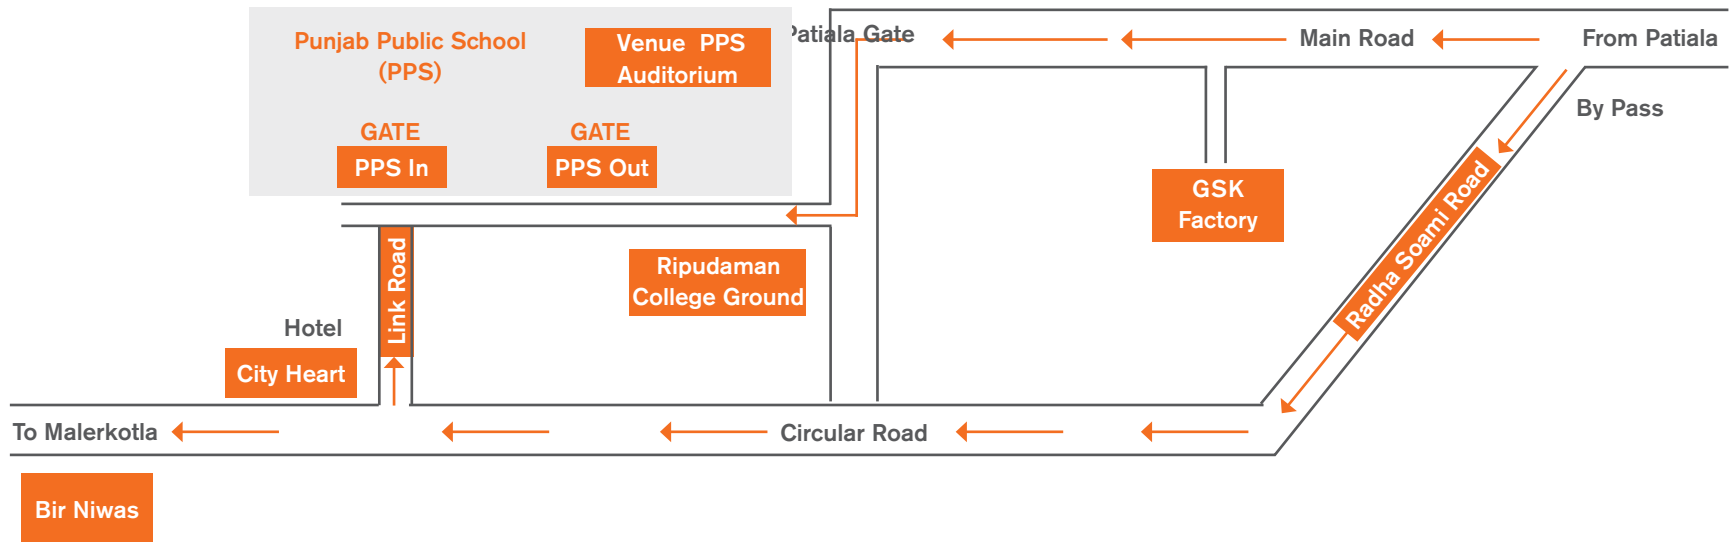 Punjab Public School
(PPS)
Venue PPS
Auditorium
Patiala Gate
Main Road
From Patiala
By Pass
GATE
PPS In
GATE
PPS Out
GSK
Factory
Radha Soami Road
Ripudaman
College Ground
Link Road
Hotel
City Heart
To Malerkotla
Circular Road
Bir Niwas